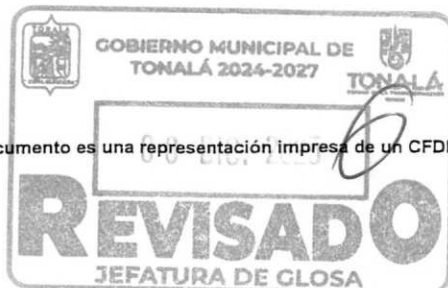 GOBIERNO MUNICIPAL DE
TONALÁ 2024-2027
TONALÁ
cumento es una representación impresa de un CFDI
DIC.
REVISADO
JEFATURA DE GLOSA